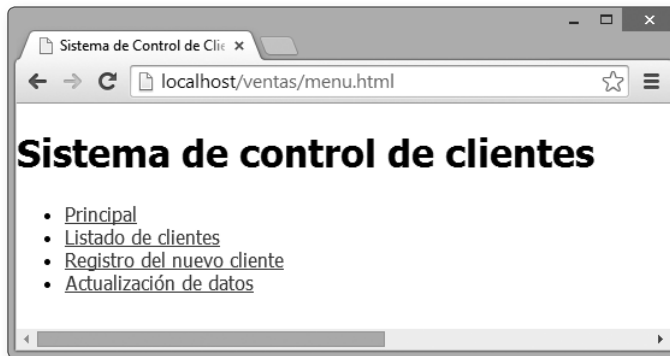 Sistema de Control de Clie
localhost/ventas/menu.html
Sistema de control de clientes
Principal
Listado de clientes
Registro del nuevo cliente
Actualización de datos